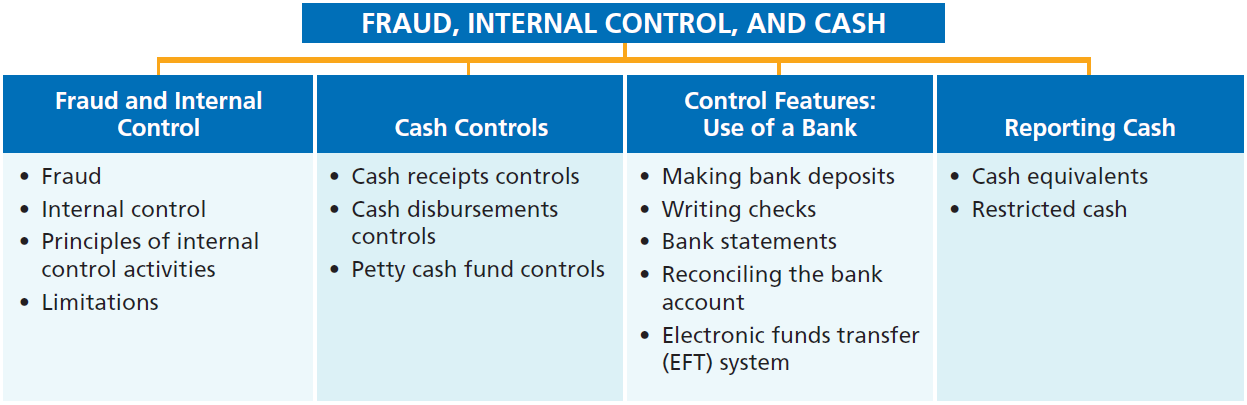 FRAUD, INTERNAL CONTROL, AND CASH
Fraud and Internal
Control
• Fraud
• Internal control
• Principles of internal
control activities
• Limitations
Cash Controls
• Cash receipts controls
• Cash disbursements
controls
• Petty cash fund controls
Control Features:
Use of a Bank
• Making bank deposits
• Writing checks
• Bank statements
• Reconciling the bank
account
• Electronic funds transfer
(EFT) system
Reporting Cash
• Cash equivalents
• Restricted cash